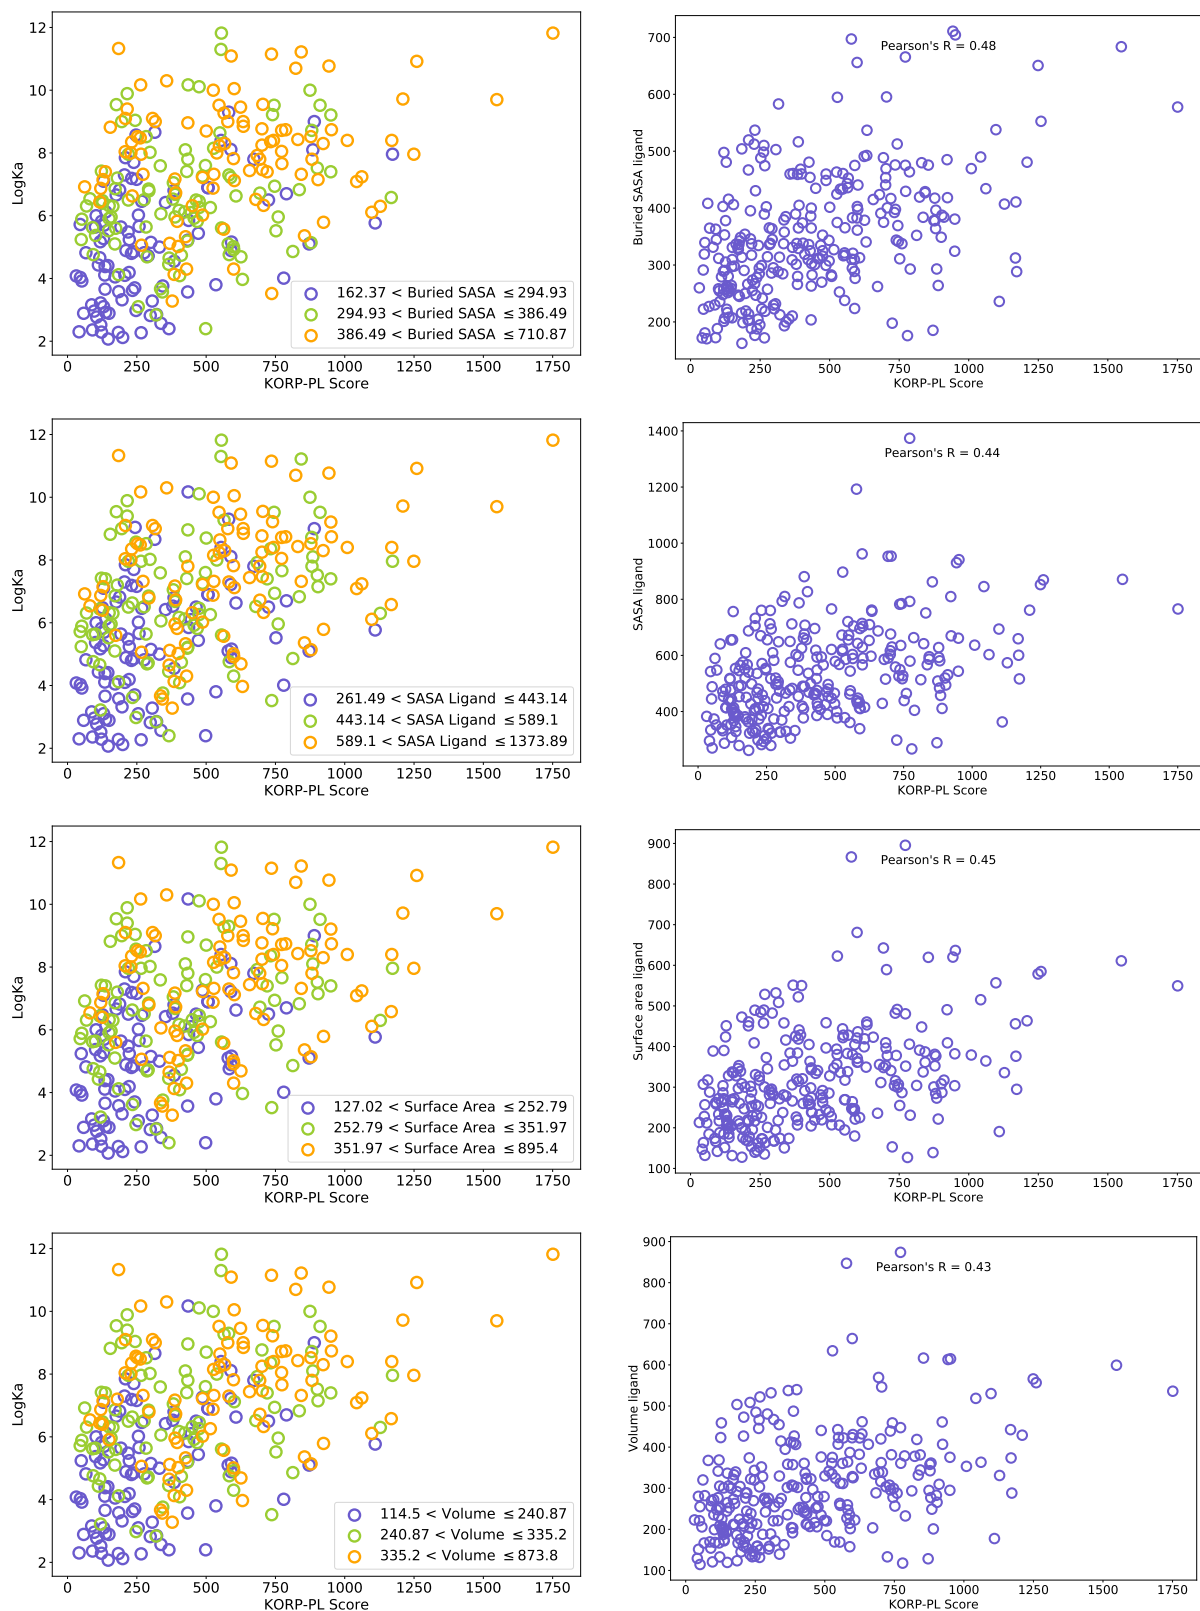 12
10
8
6
4
2
LogKa
0 250 500 750 1000 1250 1500 1750
KORP-PL Score
162.37 < Buried SASA ≤294.93
294.93 < Buried SASA ≤386.49
386.49 < Buried SASA ≤710.87
700
600
500
400
300
200
Buried SASA ligand
Pearson's R = 0.48
0 250 500 750 1000 1250 1500 1750
KORP-PL Score
12
10
8
6
4
2
LogKa
0 250 500 750 1000 1250 1500 1750
KORP-PL Score
261.49 < SASA Ligand ≤443.14
443.14 < SASA Ligand ≤589.1
589.1 < SASA Ligand ≤1373.89
1400
1200
1000
800
600
400
SASA ligand
Pearson's R = 0.44
0 250 500 750 1000 1250 1500 1750
KORP-PL Score
12
10
8
6
4
2
LogKa
0 250 500 750 1000 1250 1500 1750
KORP-PL Score
127.02 < Surface Area ≤252.79
252.79 < Surface Area ≤351.97
351.97 < Surface Area ≤895.4
900
800
700
600
500
400
300
200
100
Surface area ligand
Pearson's R = 0.45
0 250 500 750 1000 1250 1500 1750
KORP-PL Score
12
10
8
6
4
2
LogKa
0 250 500 750 1000 1250 1500 1750
KORP-PL Score
114.5 < Volume ≤240.87
240.87 < Volume ≤335.2
335.2 < Volume ≤873.8
900
800
700
600
500
400
300
200
100
Volume ligand
Pearson's R = 0.43
0 250 500 750 1000 1250 1500 1750
KORP-PL Score